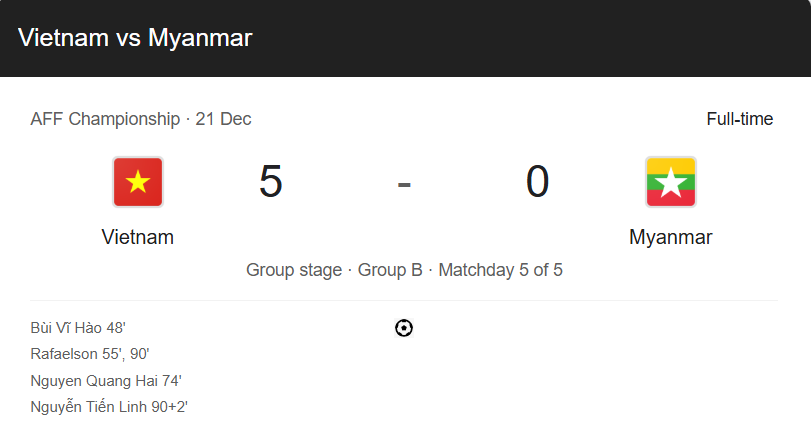 Vietnam vs Myanmar
AFF Championship · 21 Dec
Full-time
5 - 0
Vietnam
Myanmar
Group stage · Group B · Matchday 5 of 5
Bùi Vĩ Hào 48'
Rafaelson 55', 90'
Nguyen Quang Hai 74'
Nguyễn Tiến Linh 90+2'